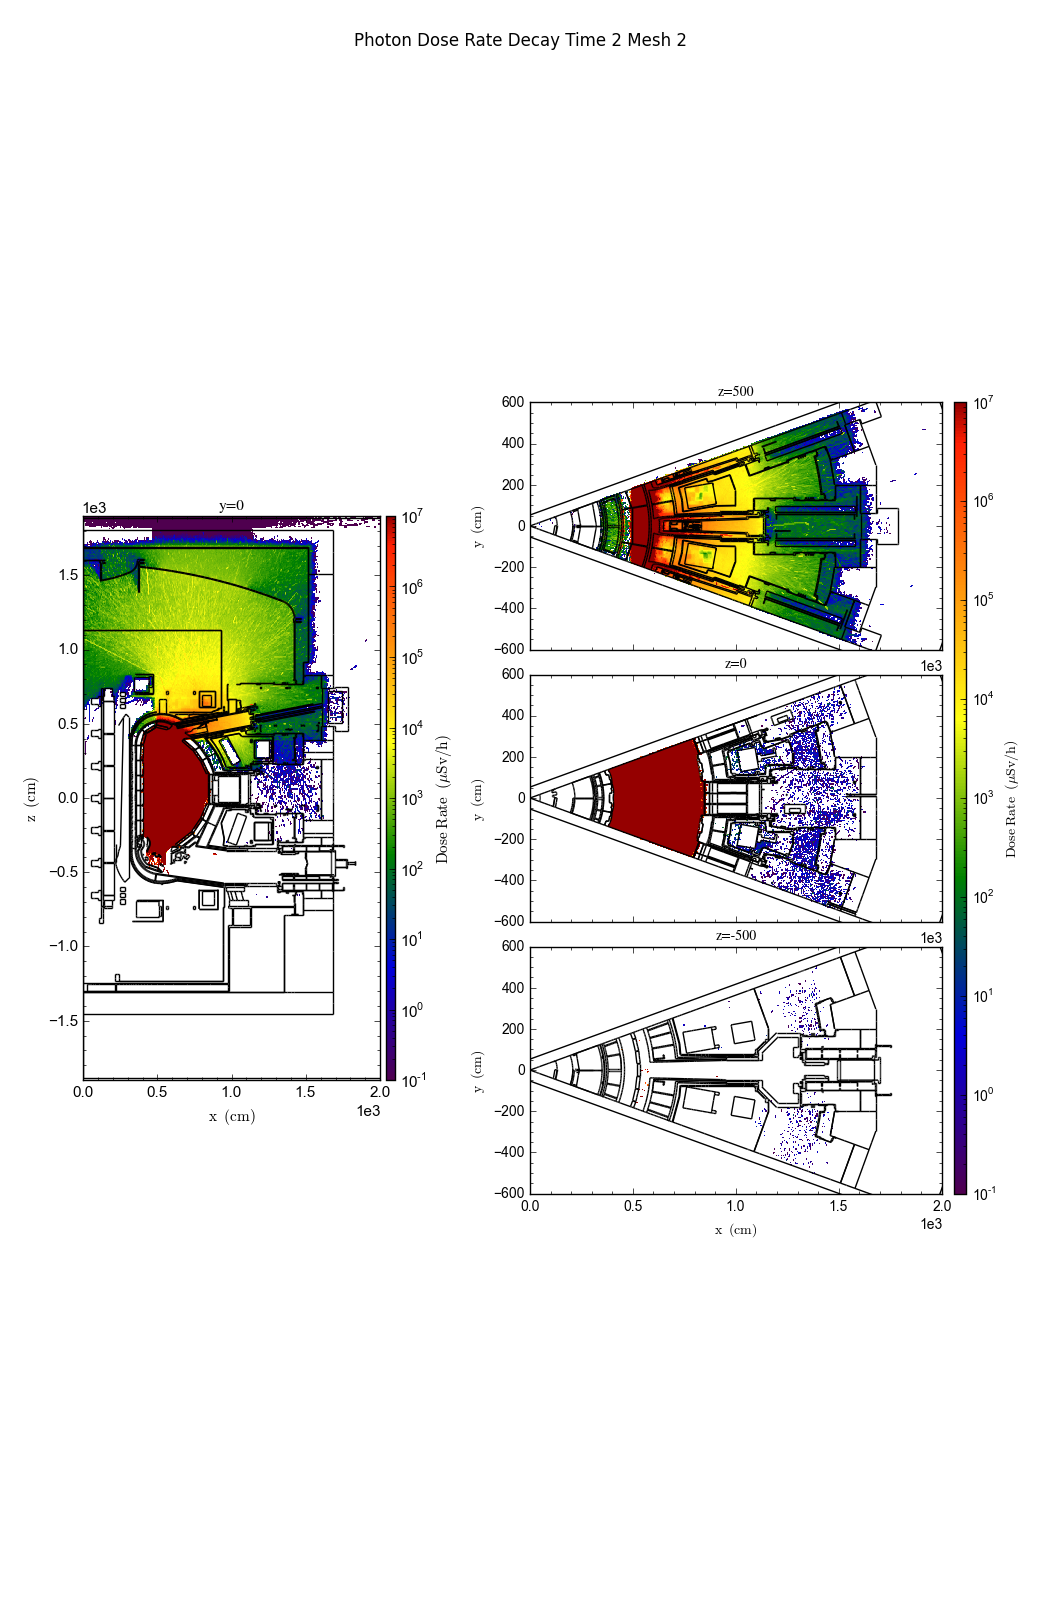 Photon Dose Rate Decay Time 2 Mesh 2
1e3
y=0
1.5
1.0
0.5
0.0
−0.5
−1.0
−1.5
z (cm)
0.0 0.5 1.0 1.5 2.0
1e3
x (cm)
10^7
10^6
10^5
10^4
10^3
10^2
10^1
10^0
10^-1
Dose Rate (μSv/h)
z=500
600
400
200
0
−200
−400
−600
y (cm)
1e3
z=0
600
400
200
0
−200
−400
−600
y (cm)
1e3
z=-500
600
400
200
0
−200
−400
−600
y (cm)
0.0 0.5 1.0 1.5 2.0
1e3
x (cm)
10^7
10^6
10^5
10^4
10^3
10^2
10^1
10^0
10^-1
Dose Rate (μSv/h)